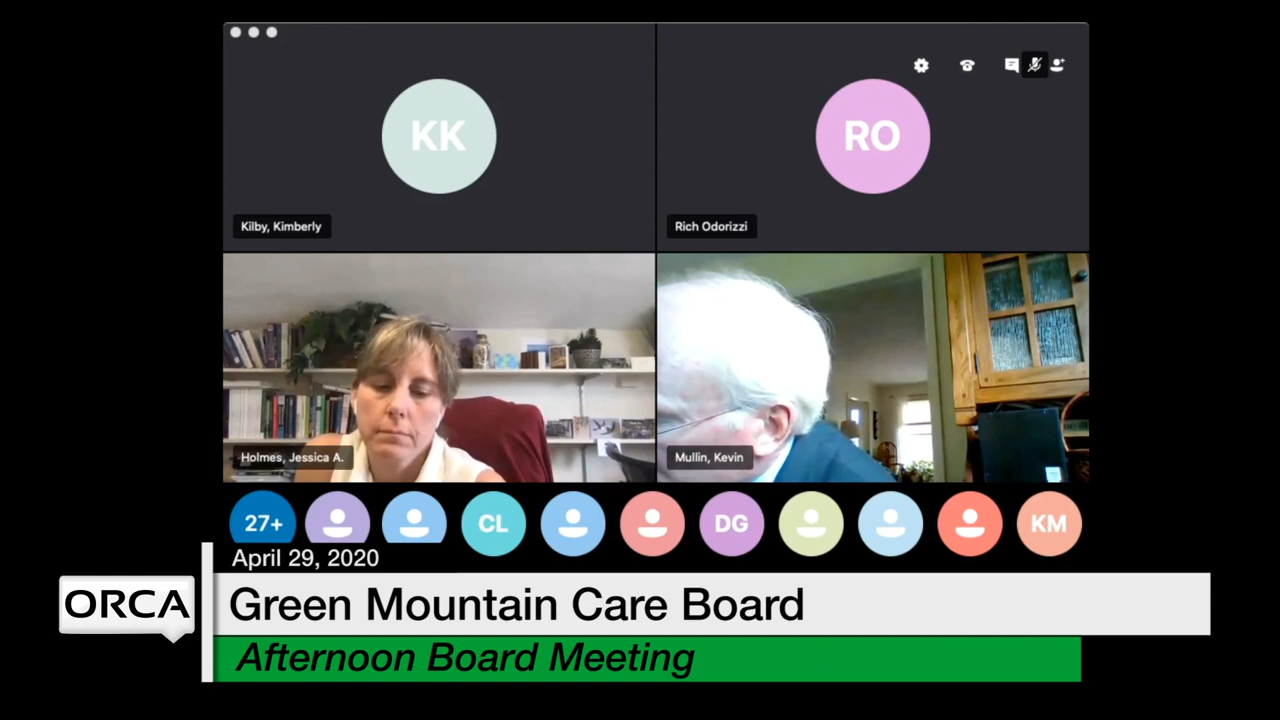 KK
RO
Kilby, Kimberly
Rich Odorizzi
Holmes, Jessica A.
Mullin, Kevin
27+
CL
DG
KM
April 29, 2020
ORCA
Green Mountain Care Board
Afternoon Board Meeting